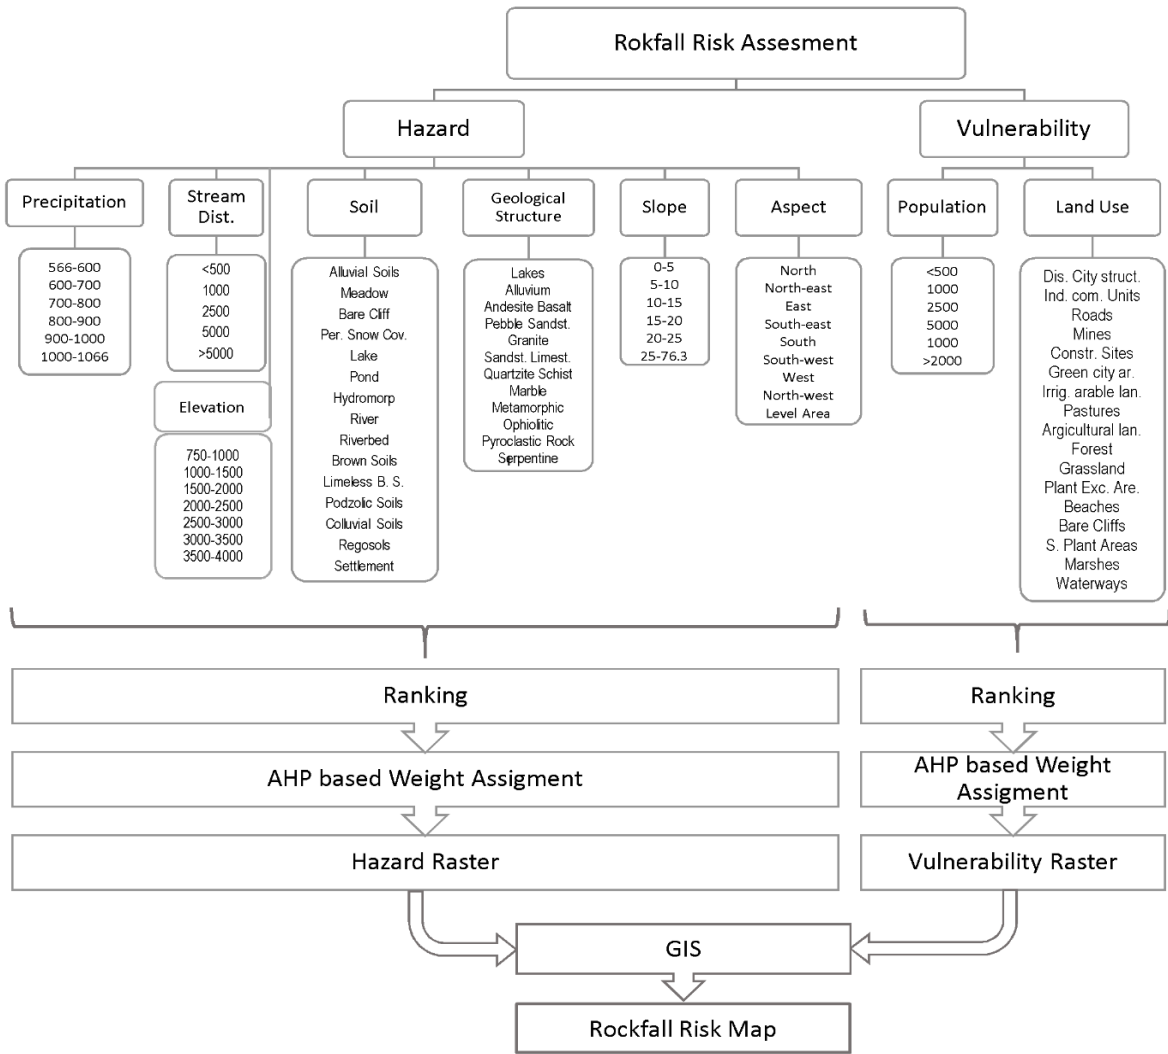 Rokfall Risk Assesment
Hazard
Vulnerability
Precipitation
566-600
600-700
700-800
800-900
900-1000
1000-1066
Stream
Dist.
<500
1000
2500
5000
>5000
Elevation
750-1000
1000-1500
1500-2000
2000-2500
2500-3000
3000-3500
3500-4000
Soil
Alluvial Soils
Meadow
Bare Cliff
Per. Snow Cov.
Lake
Pond
Hydromorp
River
Riverbed
Brown Soils
Limeless B. S.
Podzolic Soils
Colluvial Soils
Regosols
Settlement
Geological
Structure
Lakes
Alluvium
Andesite Basalt
Pebble Sandst.
Granite
Sandst. Limest.
Quartzite Schist
Marble
Metamorphic
Ophiolitic
Pyroclastic Rock
Serpentine
Slope
0-5
5-10
10-15
15-20
20-25
25-76.3
Aspect
North
North-east
East
South-east
South
South-west
West
North-west
Level Area
Population
<500
1000
2500
5000
1000
>2000
Land Use
Dis. City struct.
Ind. com. Units
Roads
Mines
Constr. Sites
Green city ar.
Irrig. arable lan.
Pastures
Argicultural lan.
Forest
Grassland
Plant Exc. Are.
Beaches
Bare Cliffs
S. Plant Areas
Marshes
Waterways
Ranking
AHP based Weight Assigment
Hazard Raster
Ranking
AHP based Weight
Assigment
Vulnerability Raster
GIS
Rockfall Risk Map